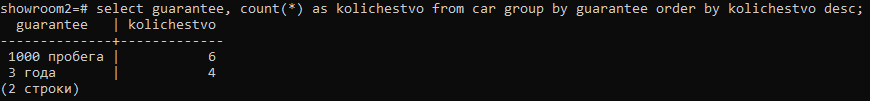 showroom2=# select guarantee, count(*) as kolichestvo from car group by guarantee order by kolichestvo desc;
  guarantee   | kolichestvo
--------------+-------------
 1000 пробега |           6
 3 года       |           4
(2 строки)